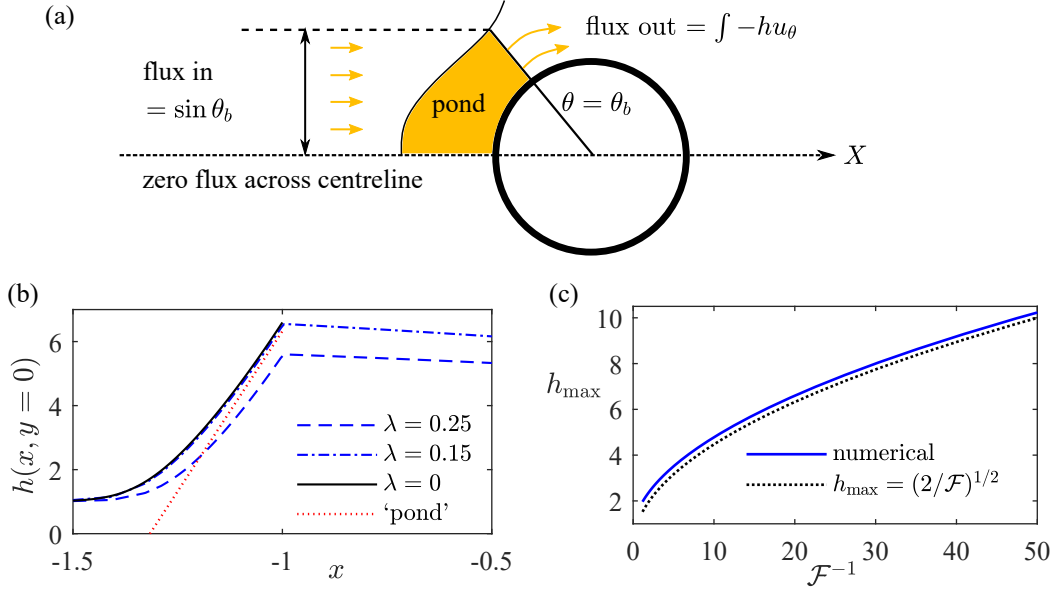 (a)
flux out = ∫ −hu_θ
flux in
= sin θ_b
pond
θ = θ_b
X
zero flux across centreline
(b)
h(x, y = 0)
6
4
2
0
λ = 0.25
λ = 0.15
λ = 0
'pond'
-1.5
-1
-0.5
x
(c)
h_max
10
8
6
4
2
numerical
h_max = (2/F)^{1/2}
0
10
20
30
40
50
F^{-1}